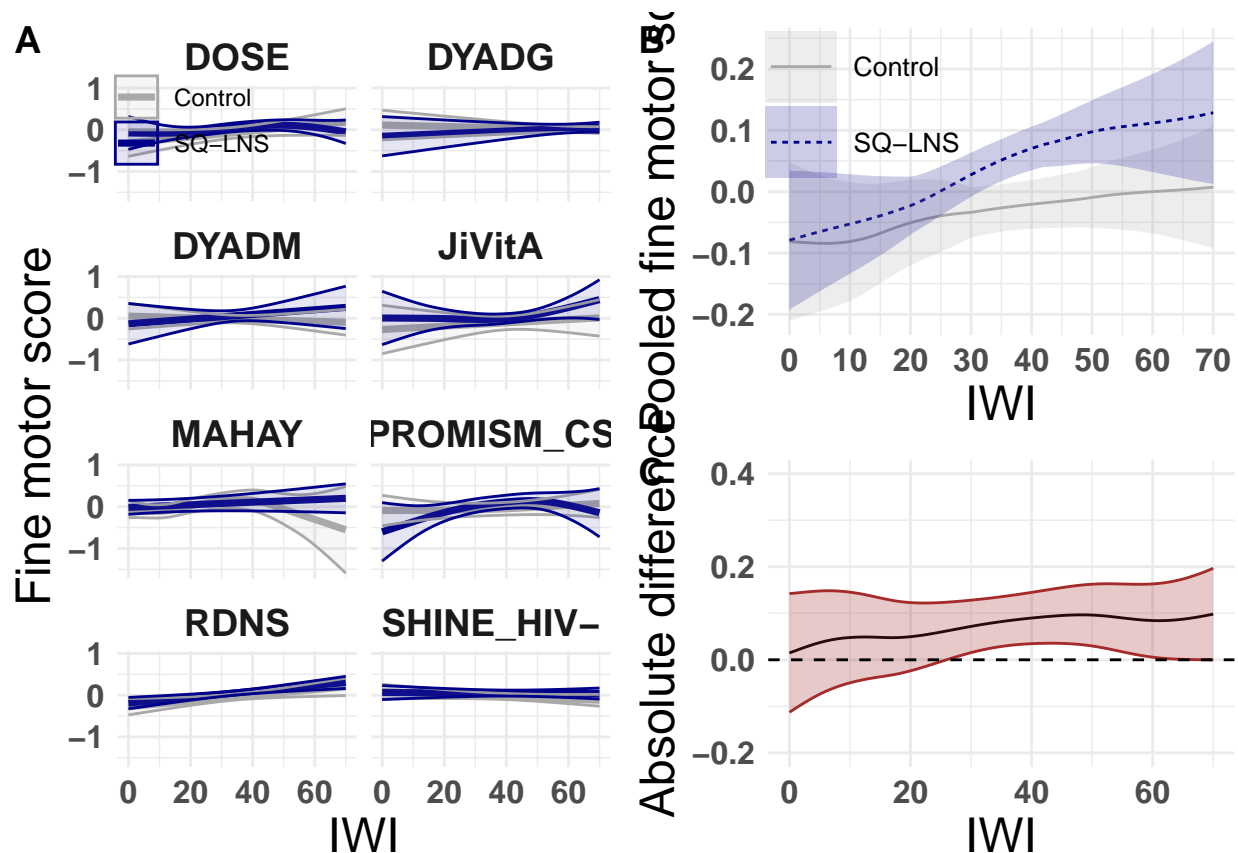 A
DOSE
DYADG
Control
SQ−LNS
1
0
−1
DYADM
JiVitA
1
0
−1
MAHAY
PROMISM_CS
1
0
−1
RDNS
SHINE_HIV−
1
0
−1
0 20 40 60
0 20 40 60
IWI
Fine motor score
B
Control
SQ−LNS
0.2
0.1
0.0
−0.1
−0.2
0 10 20 30 40 50 60 70
IWI
Pooled fine motor sc
C
0.4
0.2
0.0
−0.2
0 20 40 60
IWI
Absolute difference